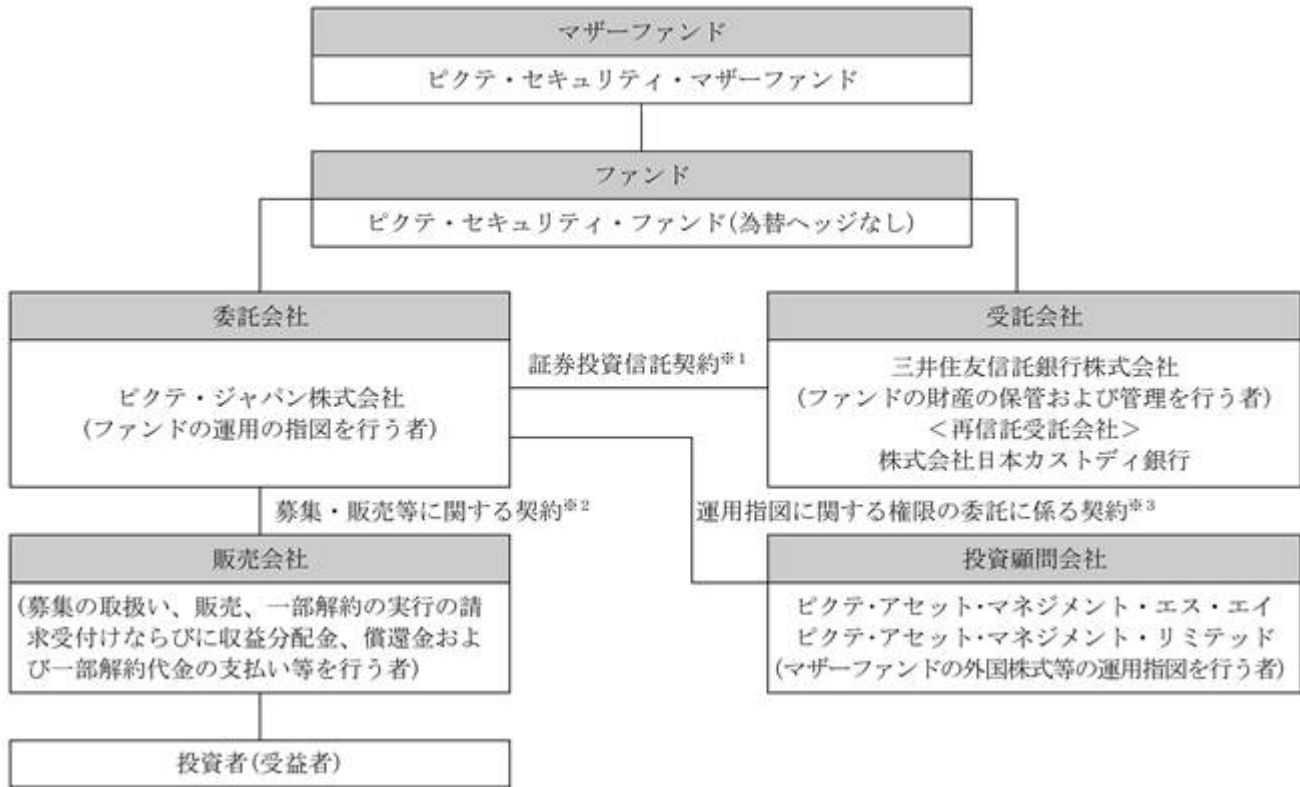 マザーファンド
ピクテ・セキュリティ・マザーファンド
ファンド
ピクテ・セキュリティ・ファンド(為替ヘッジなし)
委託会社
ピクテ・ジャパン株式会社
(ファンドの運用の指図を行う者)
証券投資信託契約※1
受託会社
三井住友信託銀行株式会社
(ファンドの財産の保管および管理を行う者)
＜再信託受託会社＞
株式会社日本カストディ銀行
募集・販売等に関する契約※2
運用指図に関する権限の委託に係る契約※3
販売会社
(募集の取扱い、販売、一部解約の実行の請
求受付けならびに収益分配金、償還金およ
び一部解約代金の支払い等を行う者)
投資顧問会社
ピクテ・アセット・マネジメント・エス・エイ
ピクテ・アセット・マネジメント・リミテッド
(マザーファンドの外国株式等の運用指図を行う者)
投資者(受益者)